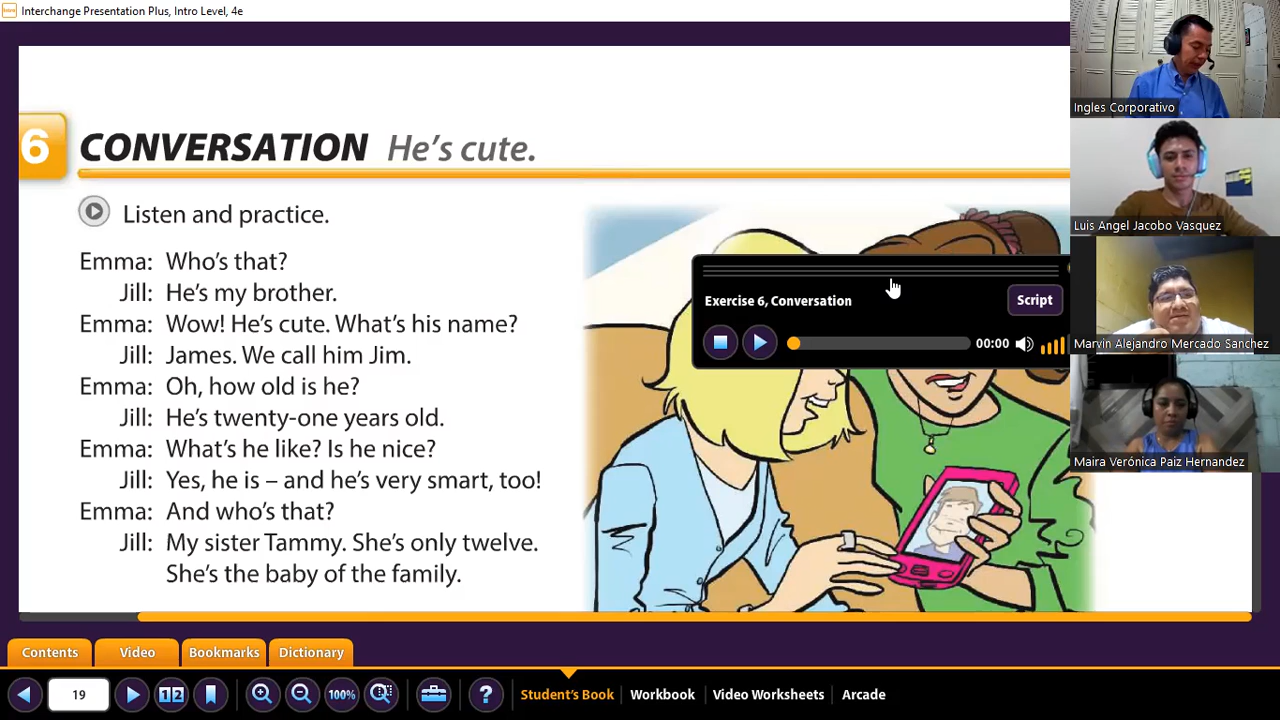 Interchange Presentation Plus, Intro Level, 4e
6 CONVERSATION He's cute.
Listen and practice.
Emma: Who's that?
Jill: He's my brother.
Emma: Wow! He's cute. What's his name?
Jill: James. We call him Jim.
Emma: Oh, how old is he?
Jill: He's twenty-one years old.
Emma: What's he like? Is he nice?
Jill: Yes, he is – and he's very smart, too!
Emma: And who's that?
Jill: My sister Tammy. She's only twelve.
She's the baby of the family.
Exercise 6, Conversation
Script
00:00
Ingles Corporativo
Luis Angel Jacobo Vasquez
Marvin Alejandro Mercado Sanchez
Maira Verónica Paiz Hernandez
Contents Video Bookmarks Dictionary
19 1 2 100% ? Student's Book Workbook Video Worksheets Arcade